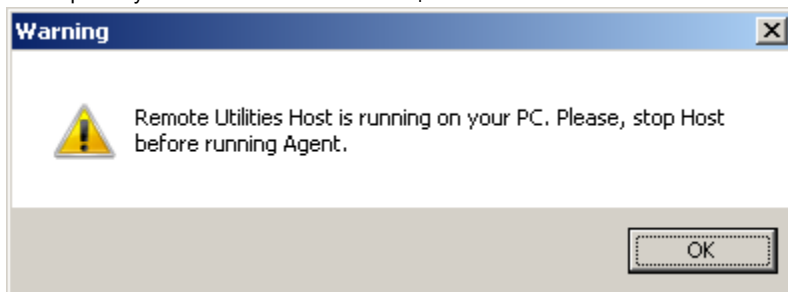 Warning
Remote Utilities Host is running on your PC. Please, stop Host
before running Agent.
OK